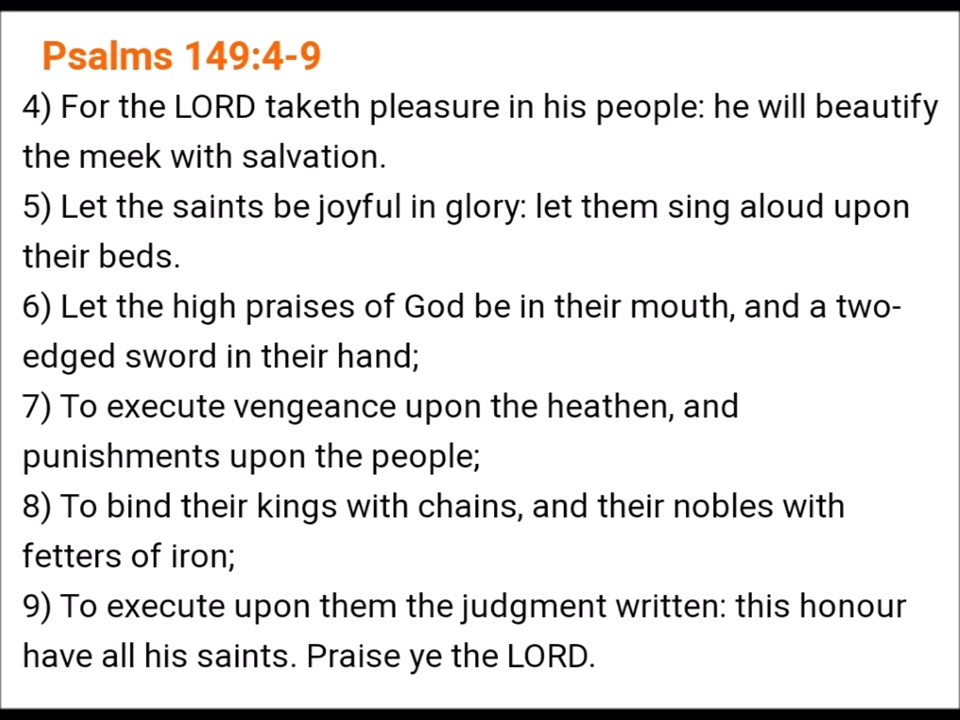 Psalms 149:4-9
4) For the LORD taketh pleasure in his people: he will beautify
the meek with salvation.
5) Let the saints be joyful in glory: let them sing aloud upon
their beds.
6) Let the high praises of God be in their mouth, and a two-
edged sword in their hand;
7) To execute vengeance upon the heathen, and
punishments upon the people;
8) To bind their kings with chains, and their nobles with
fetters of iron;
9) To execute upon them the judgment written: this honour
have all his saints. Praise ye the LORD.